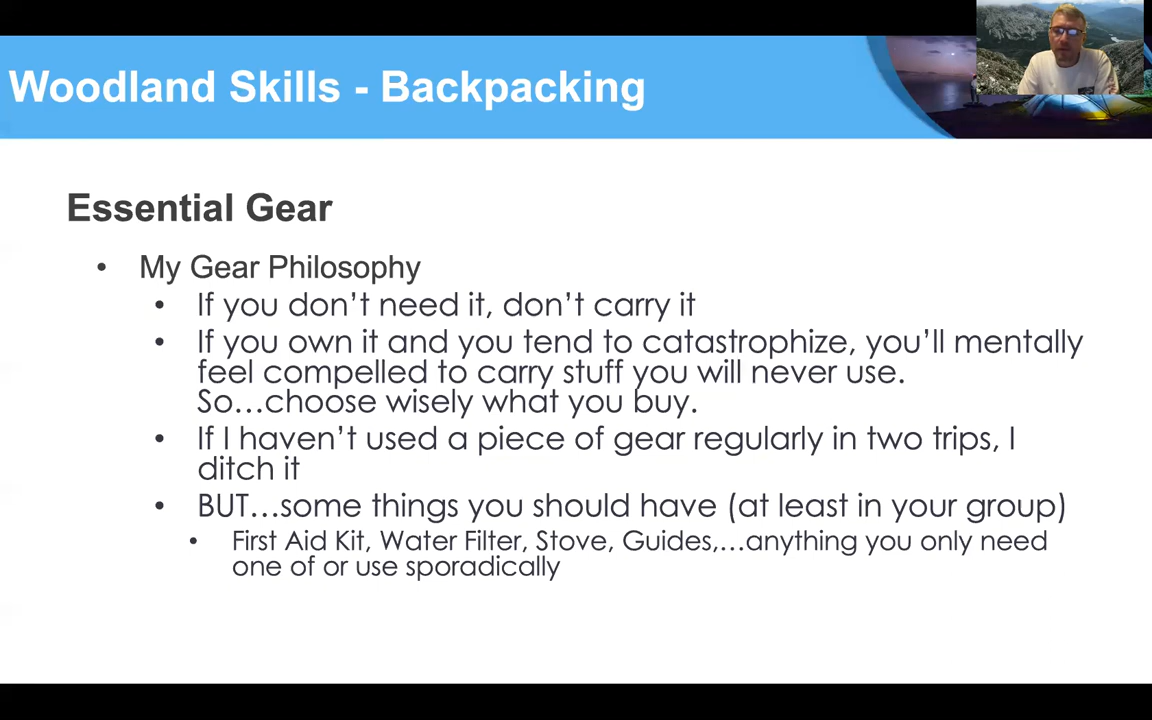 Woodland Skills - Backpacking
Essential Gear
• My Gear Philosophy
• If you don’t need it, don’t carry it
• If you own it and you tend to catastrophize, you’ll mentally
feel compelled to carry stuff you will never use.
So…choose wisely what you buy.
• If I haven’t used a piece of gear regularly in two trips, I
ditch it
• BUT…some things you should have (at least in your group)
• First Aid Kit, Water Filter, Stove, Guides,…anything you only need
one of or use sporadically